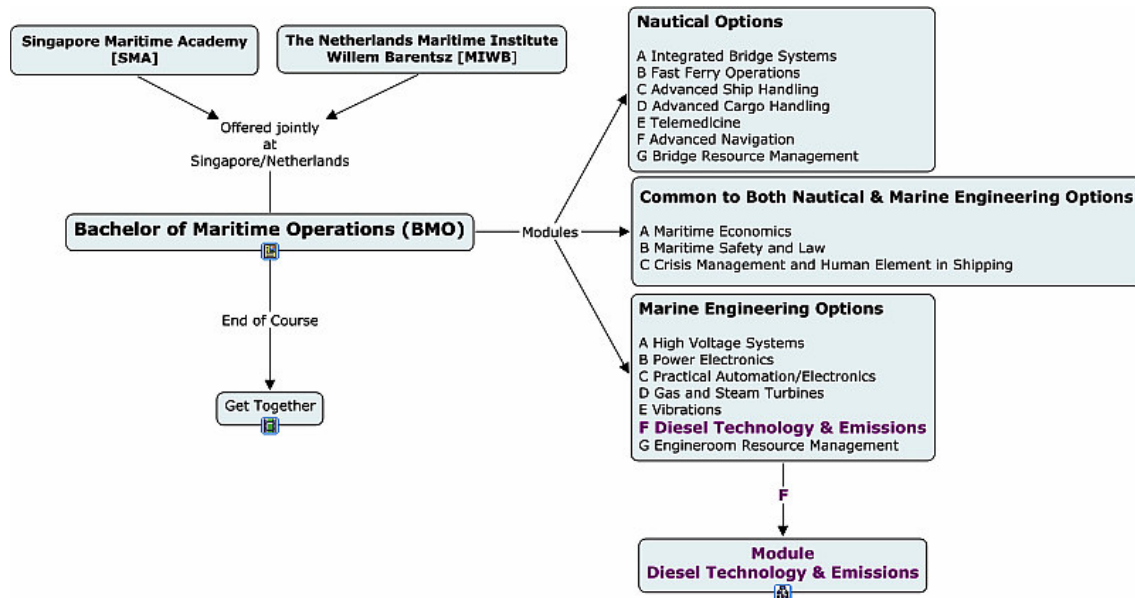 Singapore Maritime Academy
[SMA]
The Netherlands Maritime Institute
Willem Barentsz [MIWB]
Offered jointly
at
Singapore/Netherlands
Bachelor of Maritime Operations (BMO)
End of Course
Get Together
Modules
Nautical Options
A Integrated Bridge Systems
B Fast Ferry Operations
C Advanced Ship Handling
D Advanced Cargo Handling
E Telemedicine
F Advanced Navigation
G Bridge Resource Management
Common to Both Nautical & Marine Engineering Options
A Maritime Economics
B Maritime Safety and Law
C Crisis Management and Human Element in Shipping
Marine Engineering Options
A High Voltage Systems
B Power Electronics
C Practical Automation/Electronics
D Gas and Steam Turbines
E Vibrations
F Diesel Technology & Emissions
G Engineroom Resource Management
F
Module
Diesel Technology & Emissions